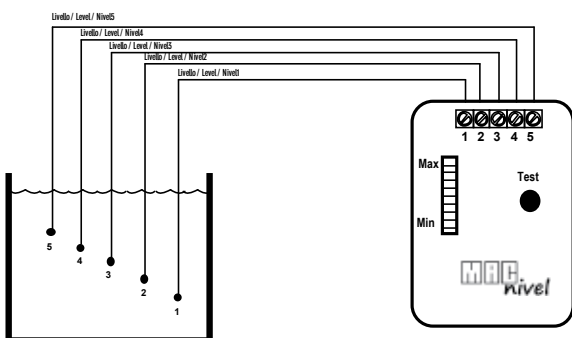 Livello / Level / Nivel5
Livello / Level / Nivel4
Livello / Level / Nivel3
Livello / Level / Nivel2
Livello / Level / Nivel1
1 2 3 4 5
Max
Test
Min
MAC
nivel
5
4
3
2
1